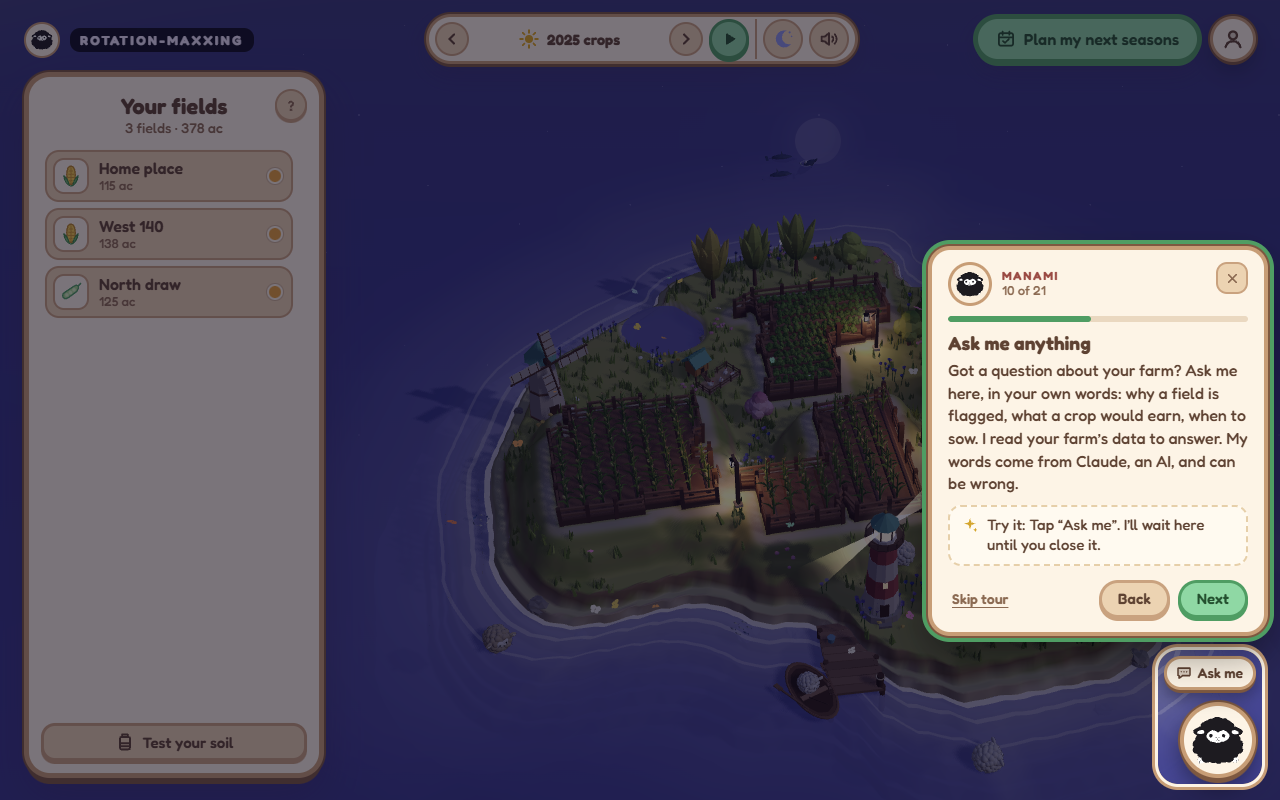 ROTATION-MAXXING
2025 crops
Plan my next seasons
Your fields
?
3 fields · 378 ac
Home place
115 ac
West 140
138 ac
North draw
125 ac
Test your soil
MANAMI
10 of 21
Ask me anything
Got a question about your farm? Ask me
here, in your own words: why a field is
flagged, what a crop would earn, when to
sow. I read your farm's data to answer. My
words come from Claude, an AI, and can
be wrong.
Try it: Tap “Ask me”. I'll wait here
until you close it.
Skip tour
Back
Next
Ask me